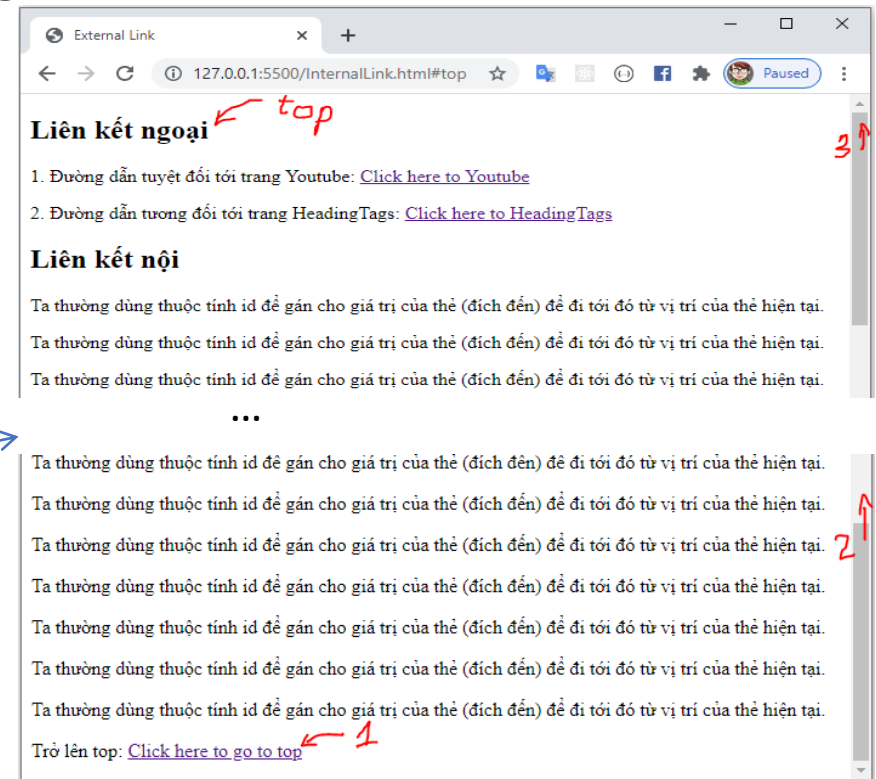 External Link
127.0.0.1:5500/InternalLink.html#top
Paused
top
Liên kết ngoại
3
1. Đường dẫn tuyệt đối tới trang Youtube: Click here to Youtube
2. Đường dẫn tương đối tới trang HeadingTags: Click here to HeadingTags
Liên kết nội
Ta thường dùng thuộc tính id để gán cho giá trị của thẻ (đích đến) để đi tới đó từ vị trí của thẻ hiện tại.
Ta thường dùng thuộc tính id để gán cho giá trị của thẻ (đích đến) để đi tới đó từ vị trí của thẻ hiện tại.
Ta thường dùng thuộc tính id để gán cho giá trị của thẻ (đích đến) để đi tới đó từ vị trí của thẻ hiện tại.
...
Ta thường dùng thuộc tính id để gán cho giá trị của thẻ (đích đến) để đi tới đó từ vị trí của thẻ hiện tại.
Ta thường dùng thuộc tính id để gán cho giá trị của thẻ (đích đến) để đi tới đó từ vị trí của thẻ hiện tại.
Ta thường dùng thuộc tính id để gán cho giá trị của thẻ (đích đến) để đi tới đó từ vị trí của thẻ hiện tại.
2
Ta thường dùng thuộc tính id để gán cho giá trị của thẻ (đích đến) để đi tới đó từ vị trí của thẻ hiện tại.
Ta thường dùng thuộc tính id để gán cho giá trị của thẻ (đích đến) để đi tới đó từ vị trí của thẻ hiện tại.
Ta thường dùng thuộc tính id để gán cho giá trị của thẻ (đích đến) để đi tới đó từ vị trí của thẻ hiện tại.
Ta thường dùng thuộc tính id để gán cho giá trị của thẻ (đích đến) để đi tới đó từ vị trí của thẻ hiện tại.
Trở lên top: Click here to go to top
1